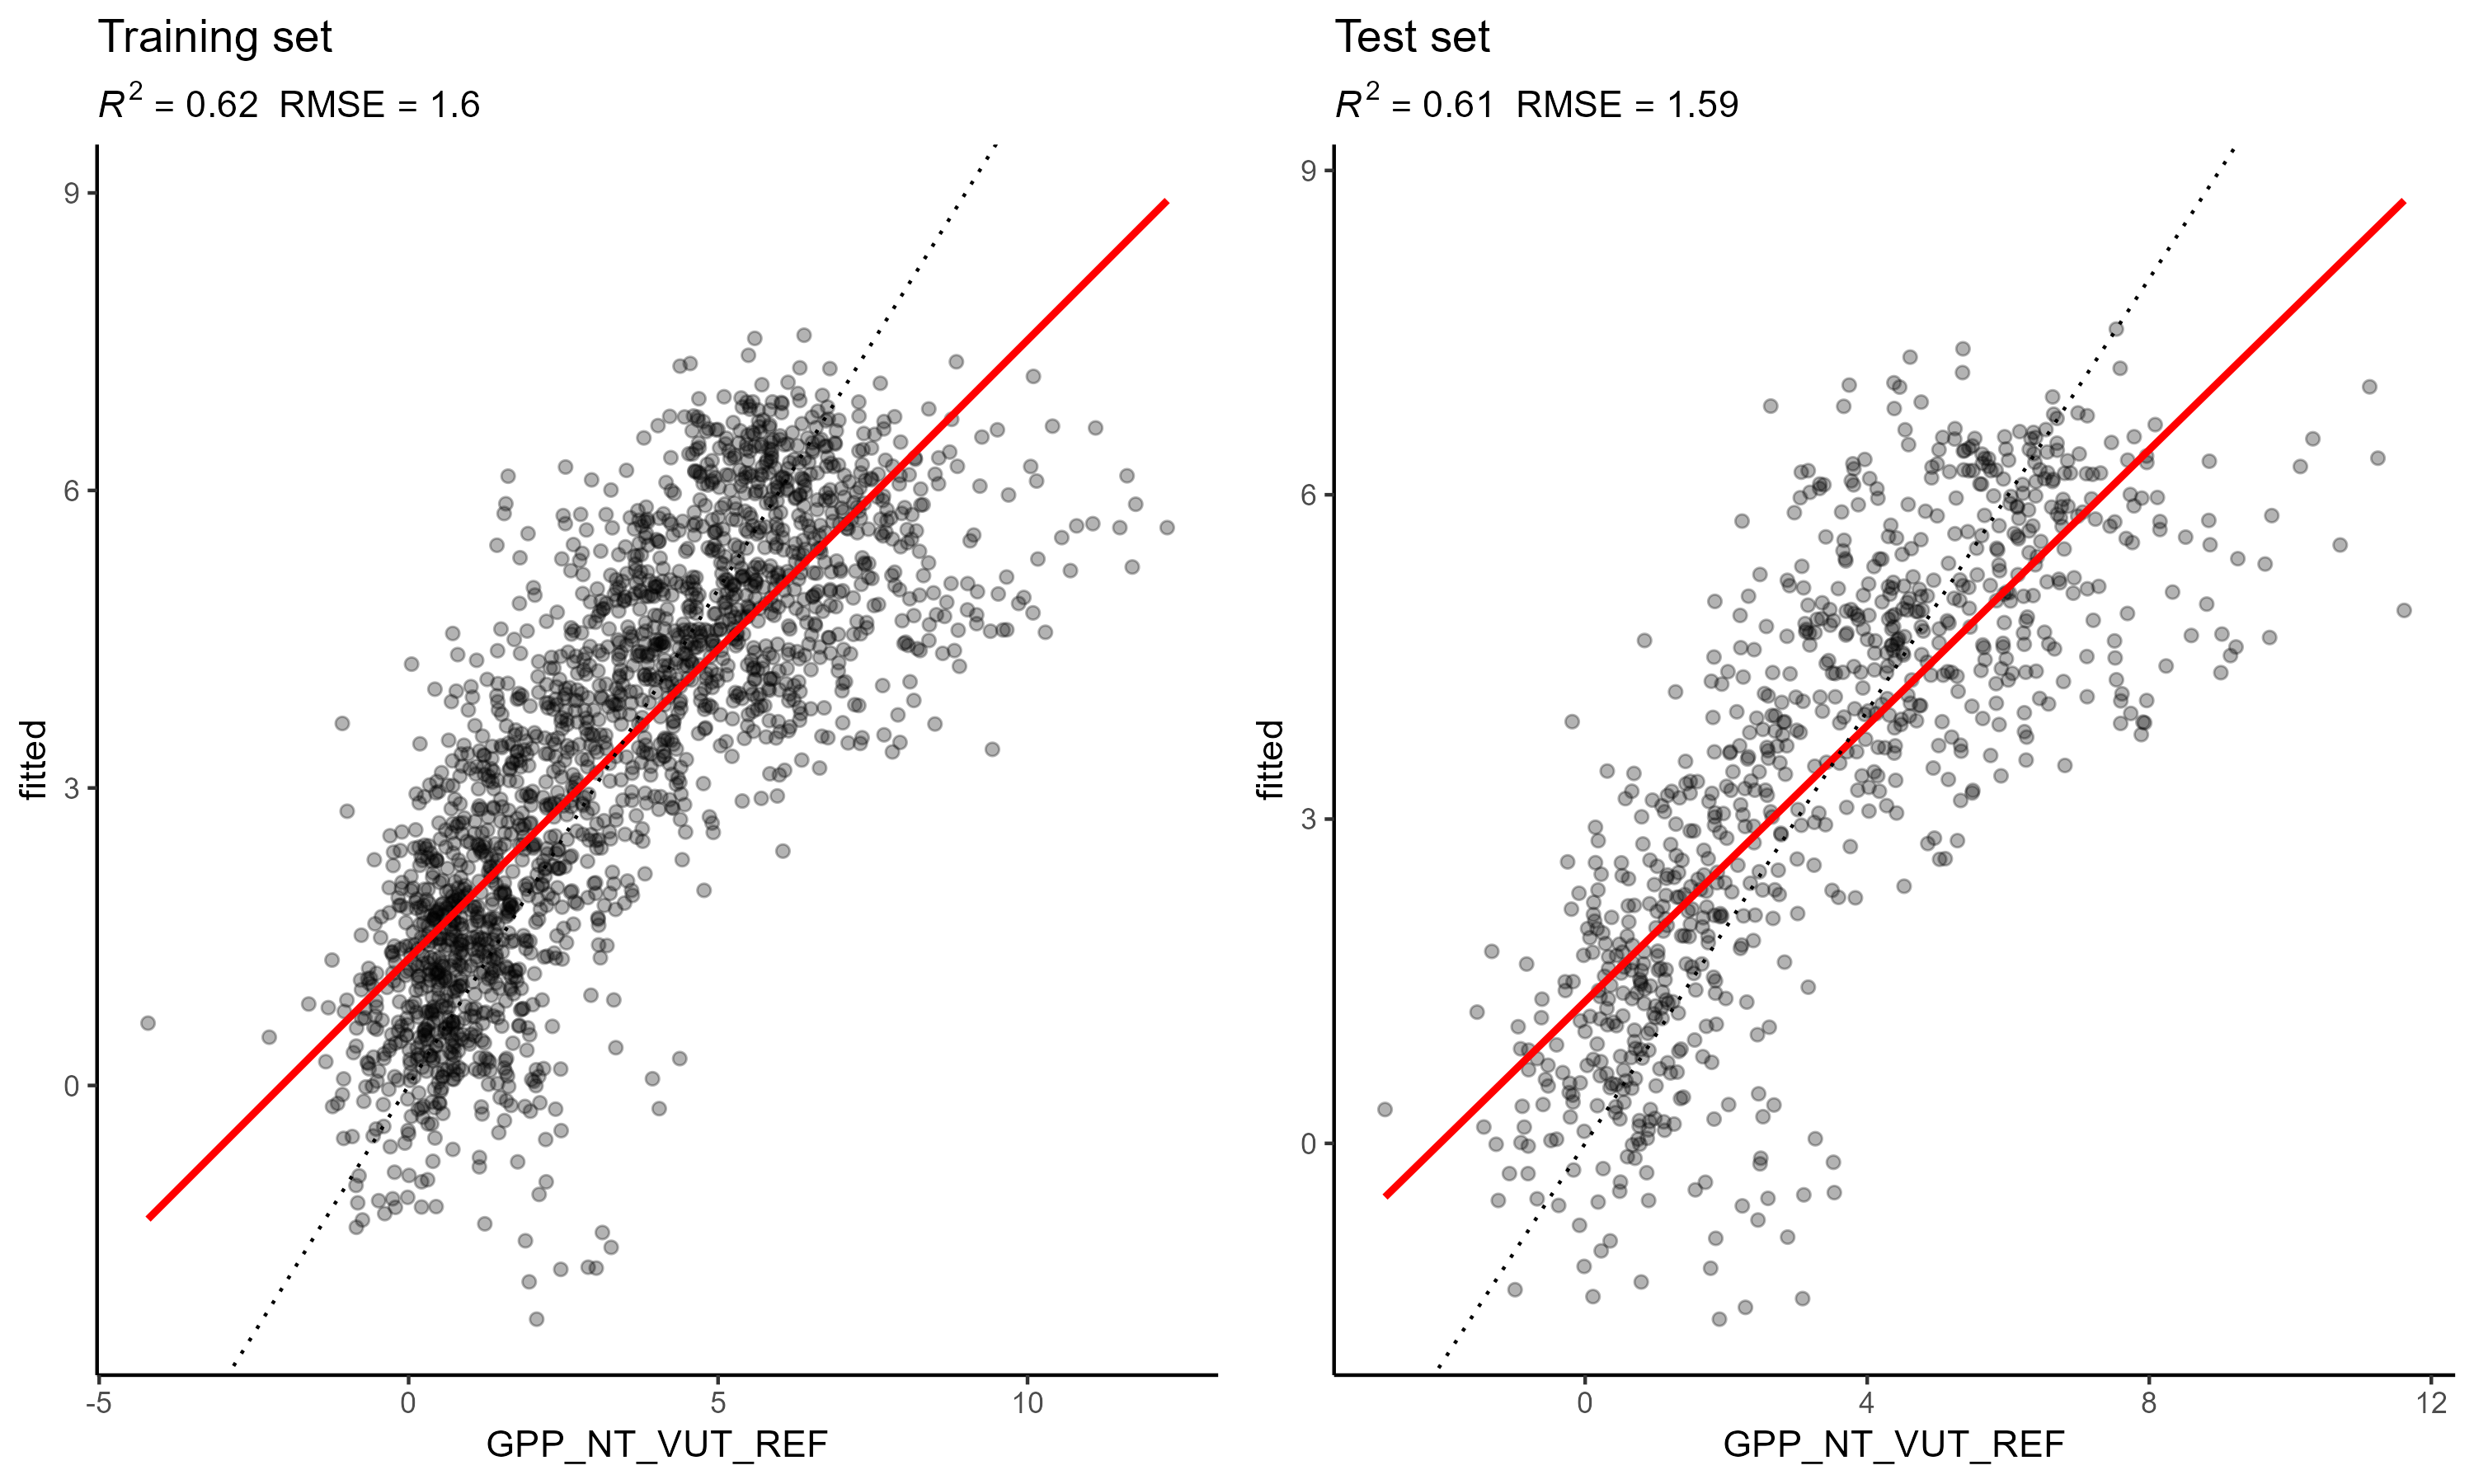 Training set
R² = 0.62 RMSE = 1.6
9
6
3
0
fitted
-5
0
5
10
GPP_NT_VUT_REF
Test set
R² = 0.61 RMSE = 1.59
9
6
3
0
fitted
0
4
8
12
GPP_NT_VUT_REF